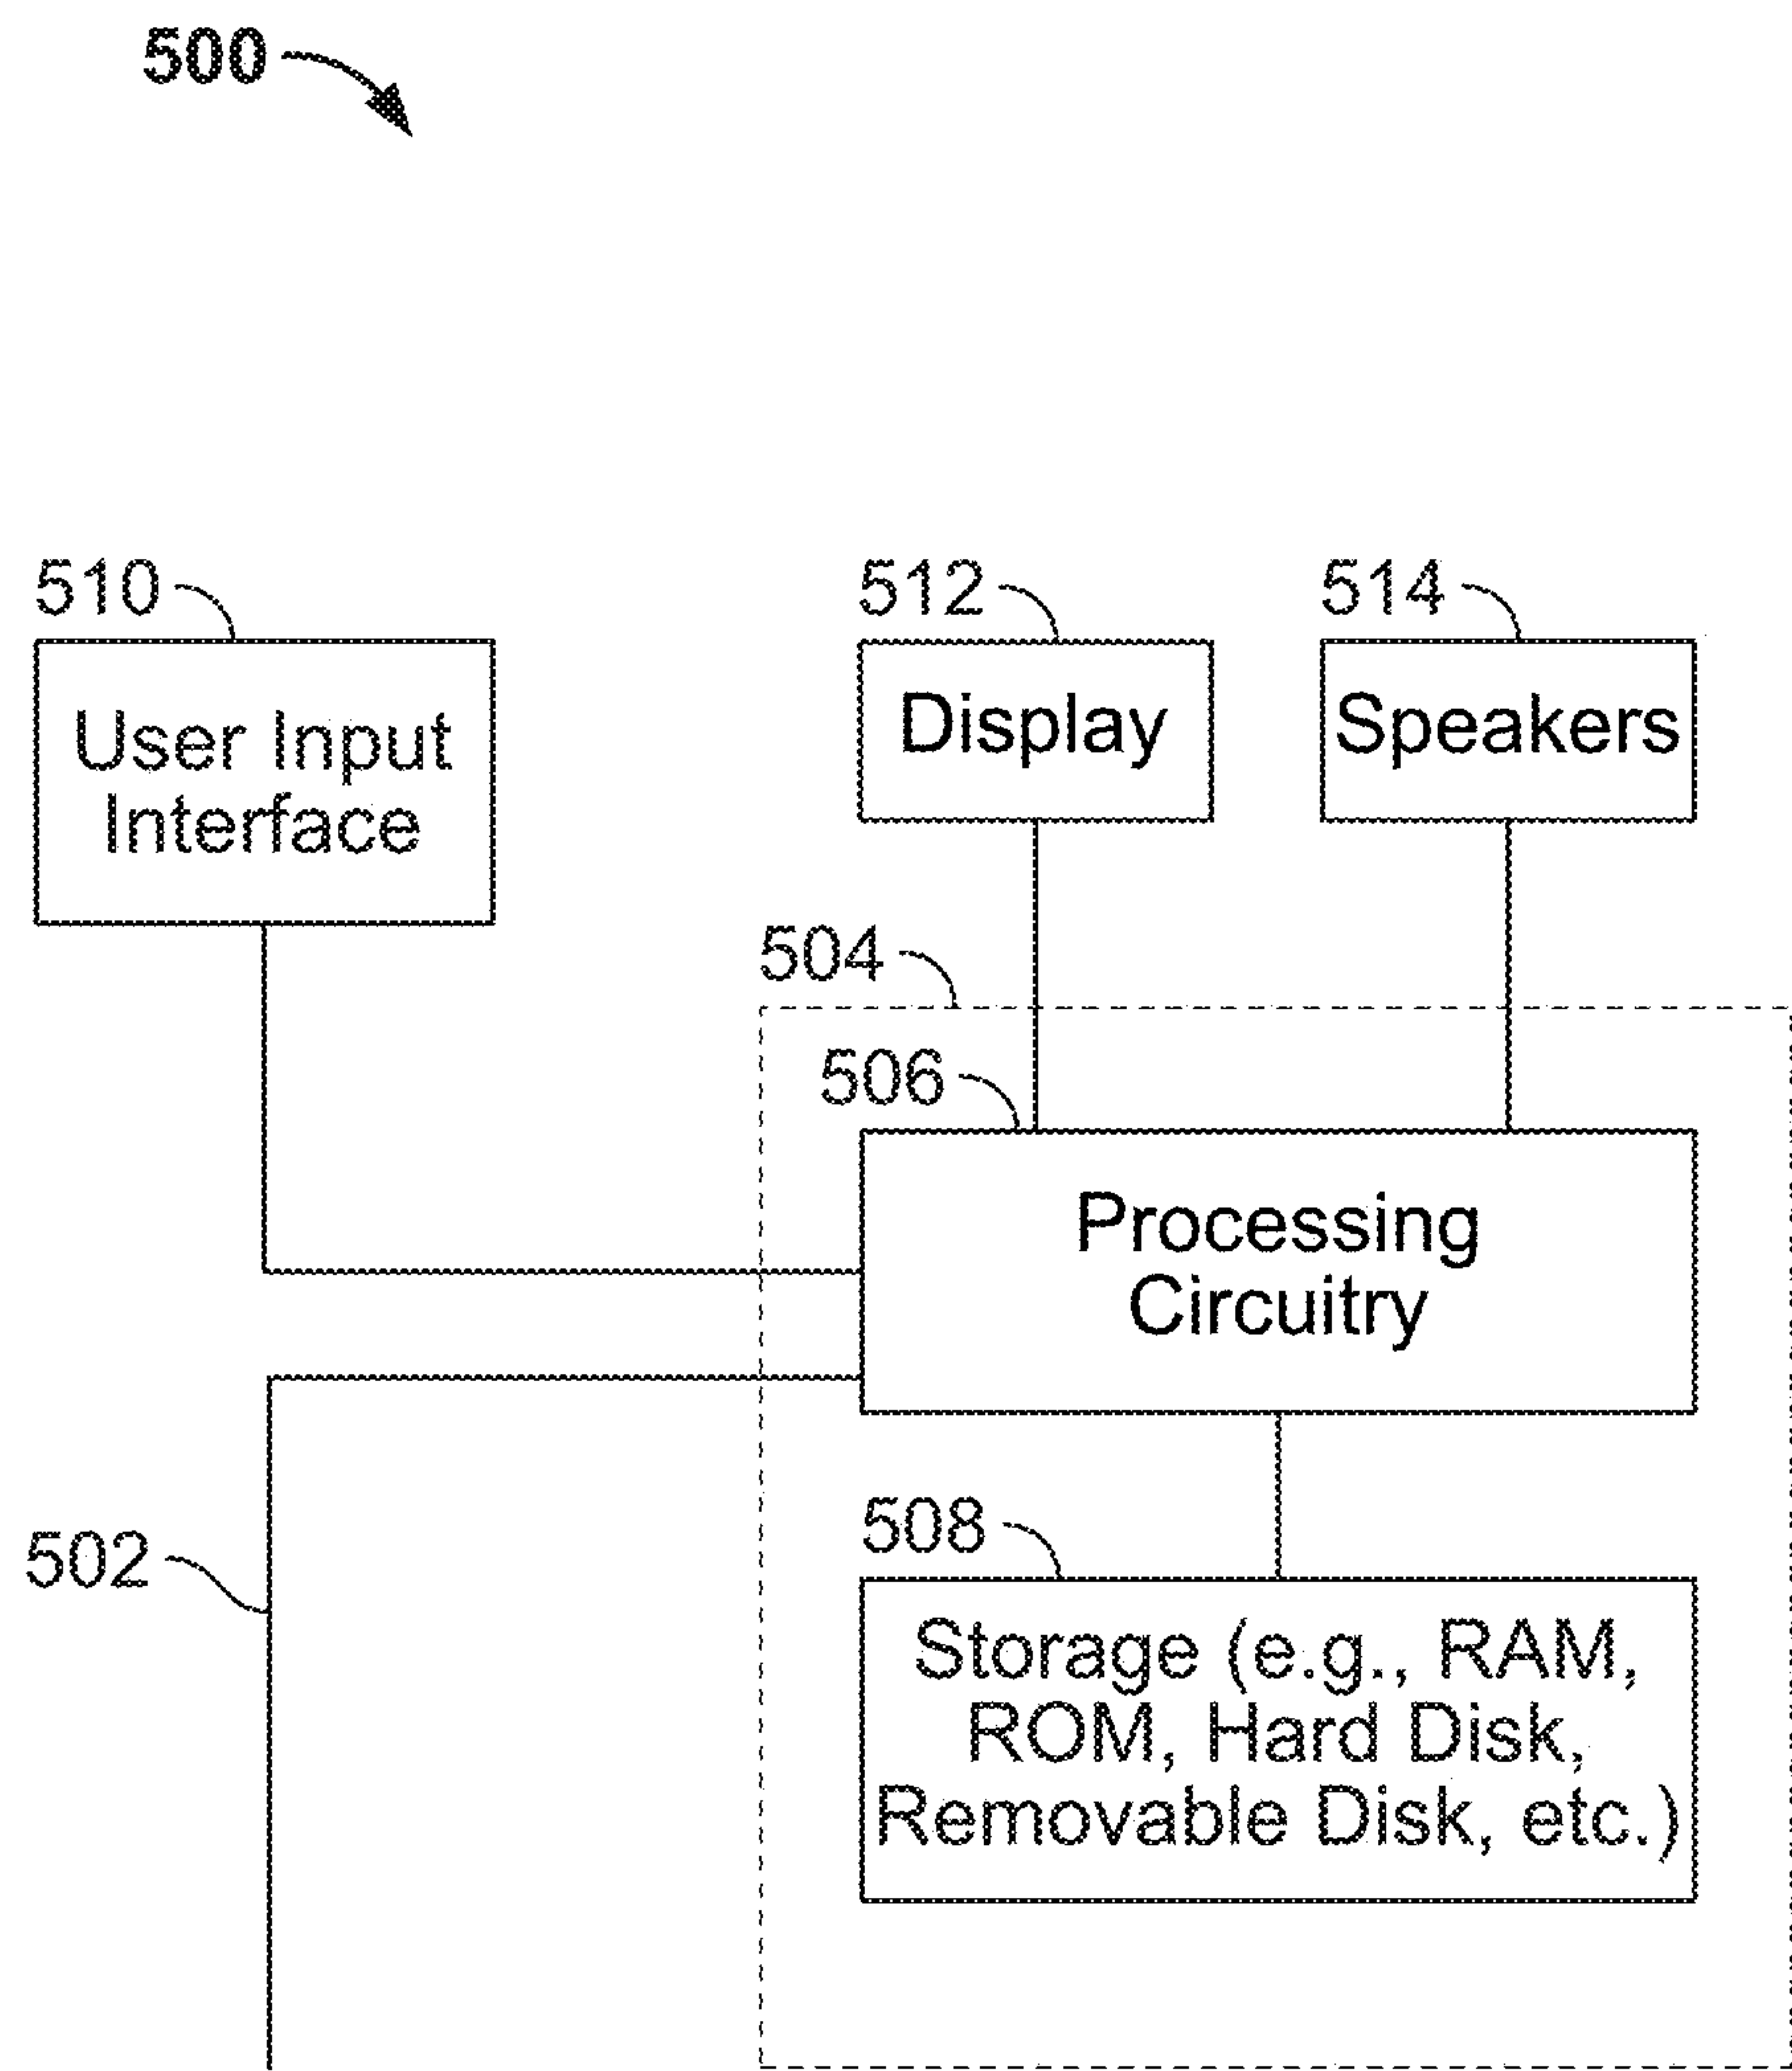 500
510
512
514
User Input
Interface
Display
Speakers
504
506
Processing
Circuitry
502
508
Storage (e.g., RAM,
ROM, Hard Disk,
Removable Disk, etc.)